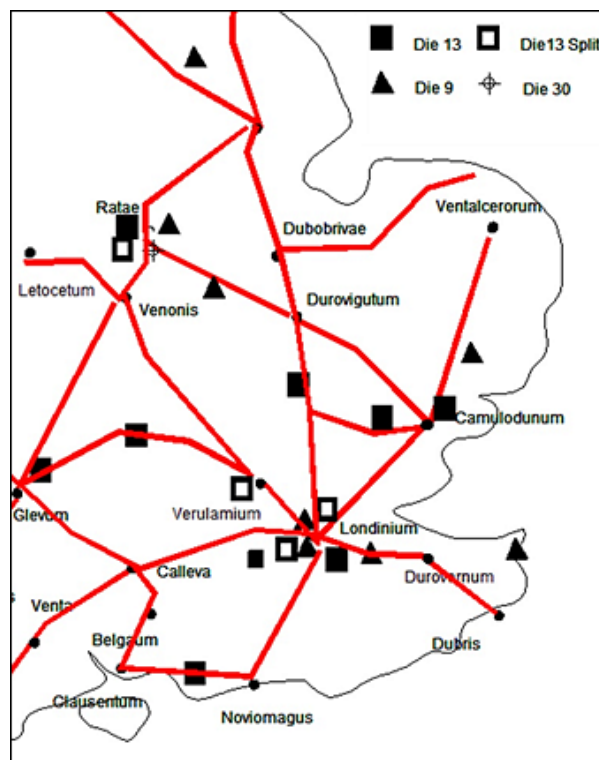 Die 13 Die13 Split
Die 9 Die 30
Ratae
Ventalcerorum
Dubobrivae
Letocetum
Venonis
Durovigutum
Camulodunum
Glevum
Verulamium
Londinium
Calleva
Durovernum
Venta
Belgaum
Dubris
Clausentum
Noviomagus